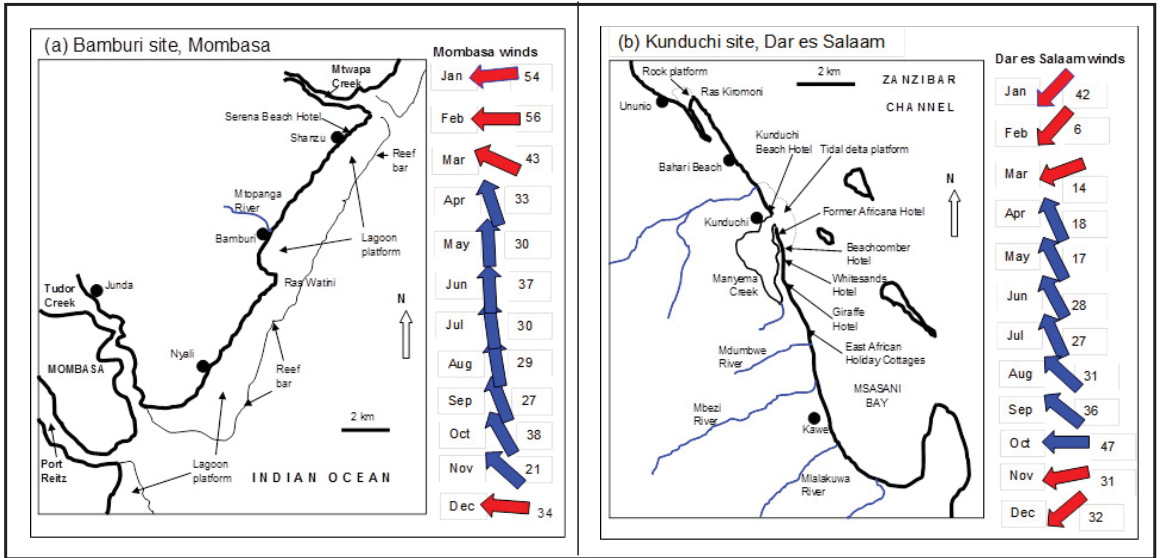 (a) Bamburi site, Mombasa
Mombasa winds
Mtwapa
Creek
Serena Beach Hotel
Shanzu
Reef
bar
Mtopanga
River
Bamburi
Lagoon
platform
Ras Watini
Tudor
Creek
Junda
N
Nyali
MOMBASA
Reef
bar
2 km
Port
Reitz
Lagoon
platform
INDIAN OCEAN
Jan 54
Feb 56
Mar 43
Apr 33
May 30
Jun 37
Jul 30
Aug 29
Sep 27
Oct 38
Nov 21
Dec 34
(b) Kunduchi site, Dar es Salaam
Dar es Salaam winds
Rock platform
Ras Kiromoni
2 km
ZANZIBAR
CHANNEL
Ununio
Kunduchi
Beach Hotel
Tidal delta platform
Bahari Beach
N
Kunduchi
Former Africana Hotel
Beachcomber
Hotel
Manyema
Creek
Whitesands
Hotel
Giraffe
Hotel
Mdumbwe
River
East African
Holiday Cottages
MSASANI
BAY
Mbezi
River
Kawe
Mlalakuwa
River
Jan 42
Feb 6
Mar 14
Apr 18
May 17
Jun 28
Jul 27
Aug 31
Sep 36
Oct 47
Nov 31
Dec 32